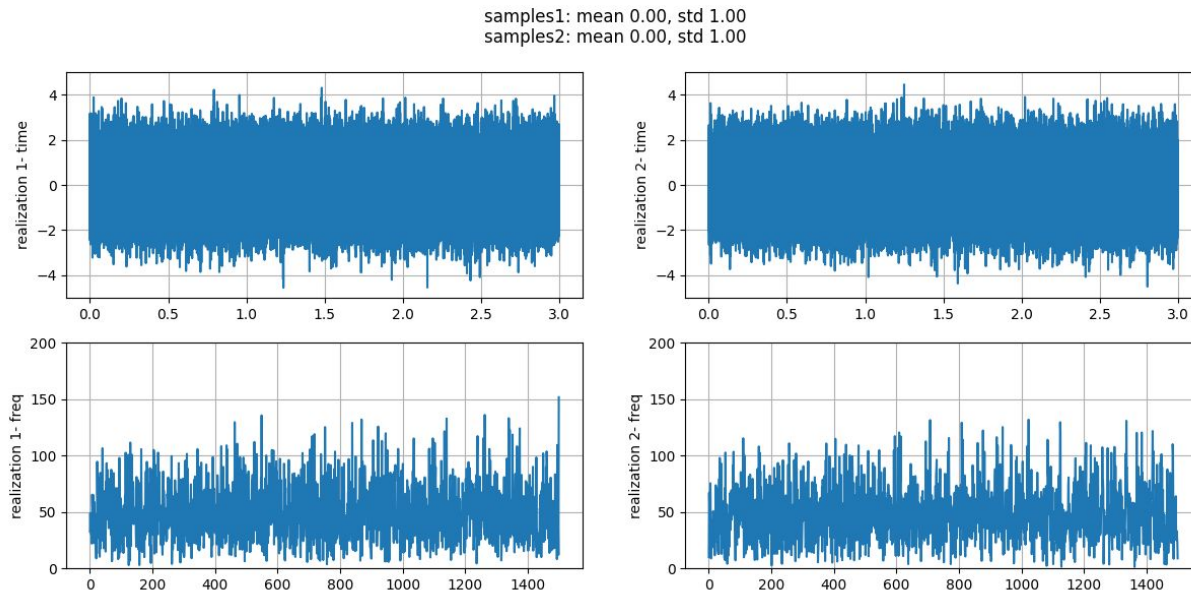 samples1: mean 0.00, std 1.00
samples2: mean 0.00, std 1.00
realization 1- time
4
2
0
−2
−4
0.0 0.5 1.0 1.5 2.0 2.5 3.0
realization 2- time
4
2
0
−2
−4
0.0 0.5 1.0 1.5 2.0 2.5 3.0
realization 1- freq
200
150
100
50
0
0 200 400 600 800 1000 1200 1400
realization 2- freq
200
150
100
50
0
0 200 400 600 800 1000 1200 1400